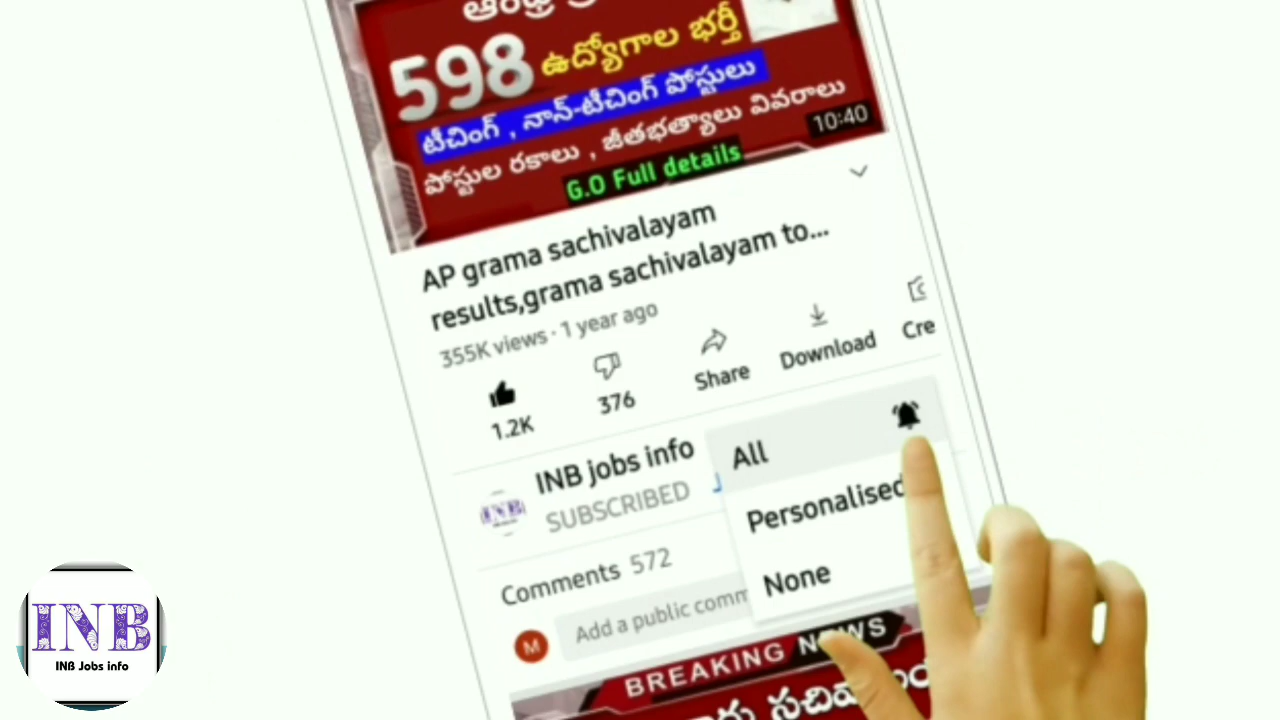 598 ఉద్యోగాల భర్తీ
టీచింగ్ , నాన్-టీచింగ్ పోస్టులు
పోస్టుల రకాలు , జీతభత్యాలు వివరాలు
10:40
G.O Full details
AP grama sachivalayam
results,grama sachivalayam to...
355K views · 1 year ago
1.2K
376
Share
Download
Cre
INB jobs info
SUBSCRIBED
All
Personalised
None
Comments 572
M
Add a public comm
BREAKING NEWS
INB
INB
INB Jobs info